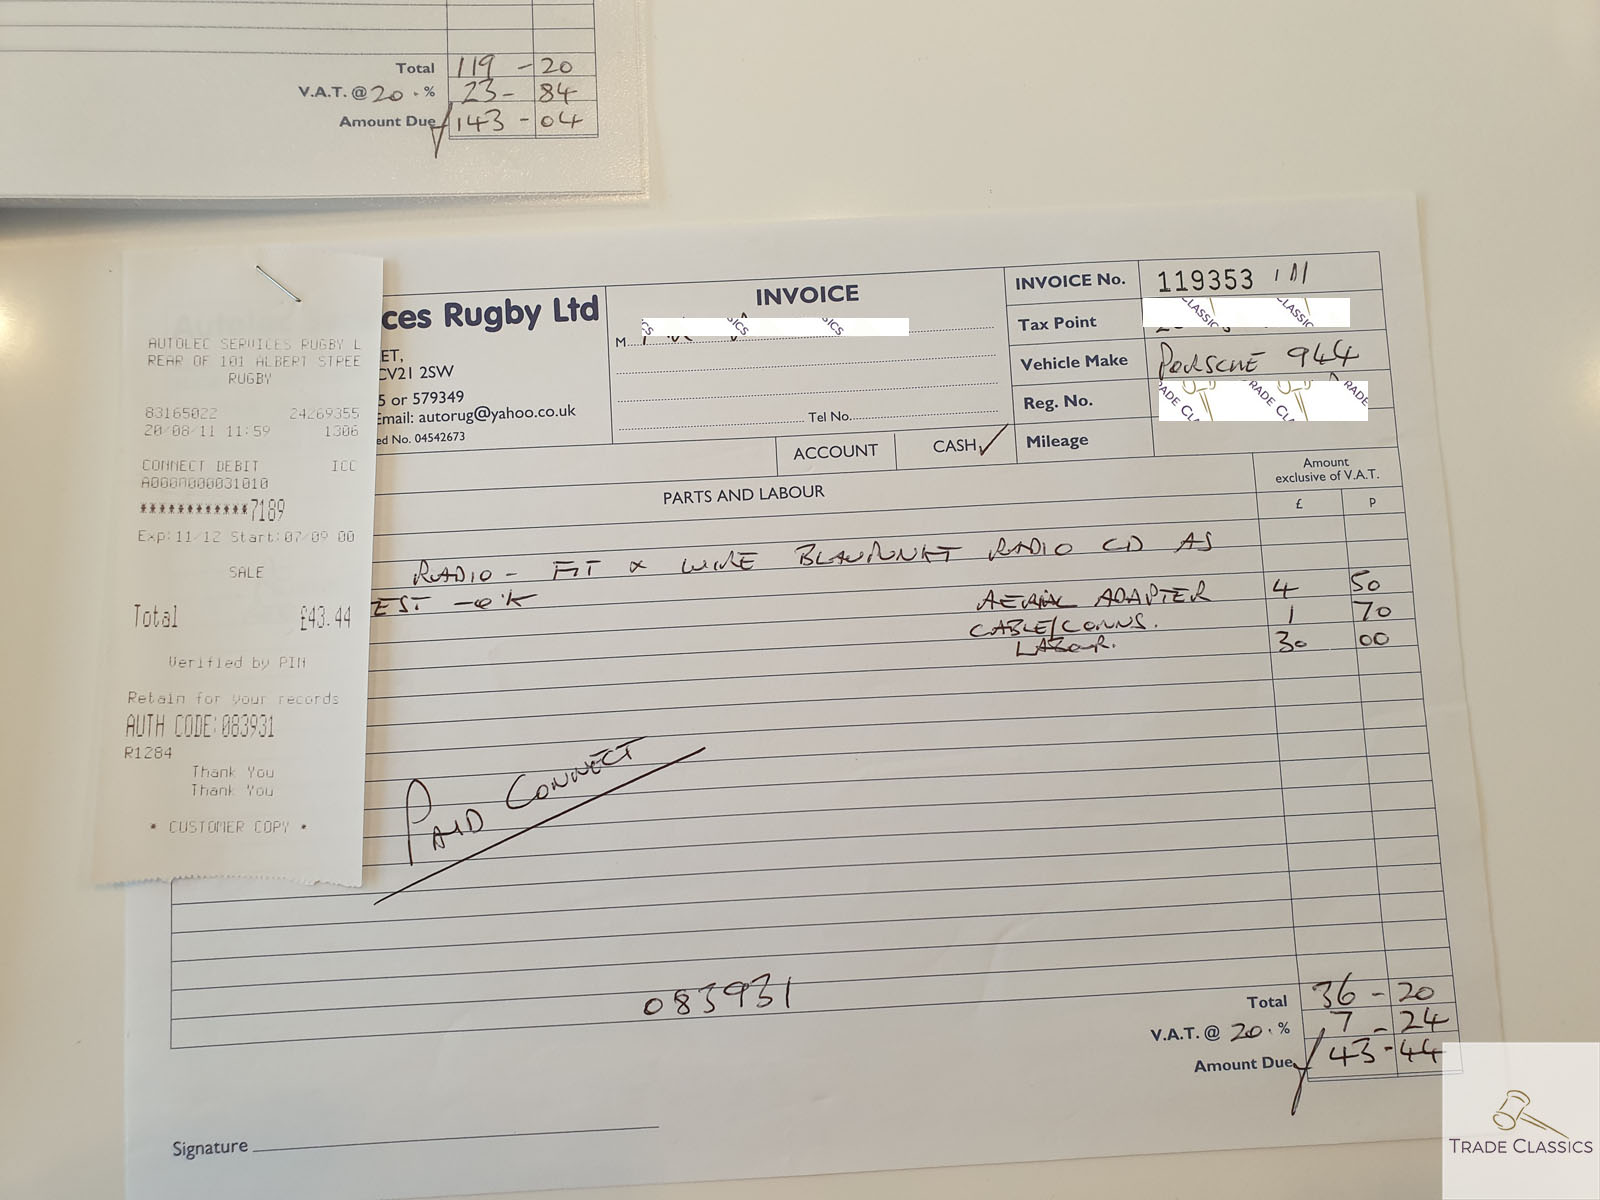 Total 119 - 20
V.A.T. @ 20 . % 23 - 84
Amount Due 143 - 04
AUTOLEC SERVICES RUGBY L
REAR OF 101 ALBERT STREE
RUGBY
83165022 24269355
20/08/11 11:59 1306
CONNECT DEBIT ICC
A0000000031010
************7189
Exp:11/12 Start:07/09 00
SALE
Total £43.44
Verified by PIN
Retain for your records
AUTH CODE:083931
R1284
Thank You
Thank You
* CUSTOMER COPY *
ces Rugby Ltd
ET,
CV21 2SW
5 or 579349
Email: autorug@yahoo.co.uk
ed No. 04542673
INVOICE
M
Tel No.
ACCOUNT CASH ✓
INVOICE No. 119353
Tax Point
Vehicle Make PORSCHE 944
Reg. No.
Mileage
PARTS AND LABOUR
Amount
exclusive of V.A.T.
£ P
RADIO - FIT & WIRE BLAUPUNKT RADIO CD AS
EST - OK
AERIAL ADAPTER 4 50
CABLE/CONNS. 1 70
LABOUR. 30 00
PAID CONNECT
083931
Total 36 - 20
V.A.T. @ 20 . % 7 - 24
Amount Due 43 - 44
Signature
TRADE CLASSICS